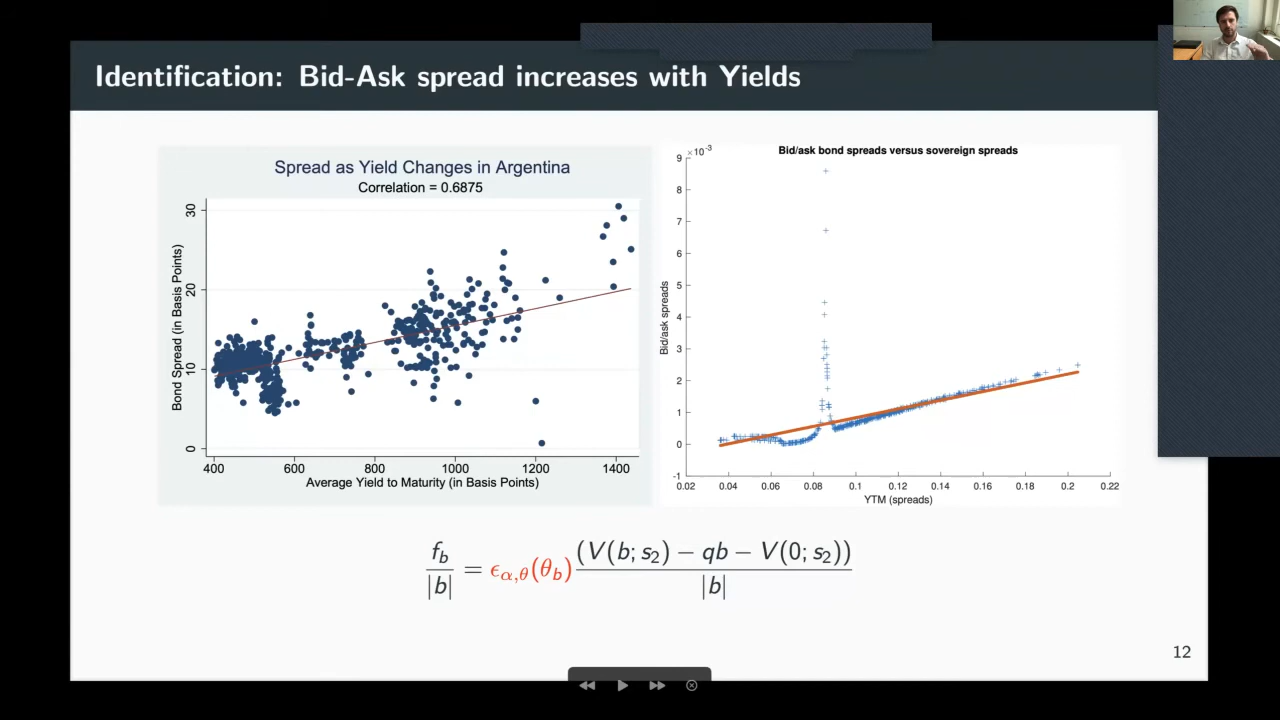 Identification: Bid-Ask spread increases with Yields
Spread as Yield Changes in Argentina
Correlation = 0.6875
Bond Spread (in Basis Points)
30
20
10
0
400 600 800 1000 1200 1400
Average Yield to Maturity (in Basis Points)
×10⁻³
Bid/ask bond spreads versus sovereign spreads
Bid/ask spreads
9
8
7
6
5
4
3
2
1
0
-1
0.02 0.04 0.06 0.08 0.1 0.12 0.14 0.16 0.18 0.2 0.22
YTM (spreads)
f_b / |b| = ϵ_{α,θ}(θ_b) (V(b; s₂) − qb − V(0; s₂)) / |b|
12